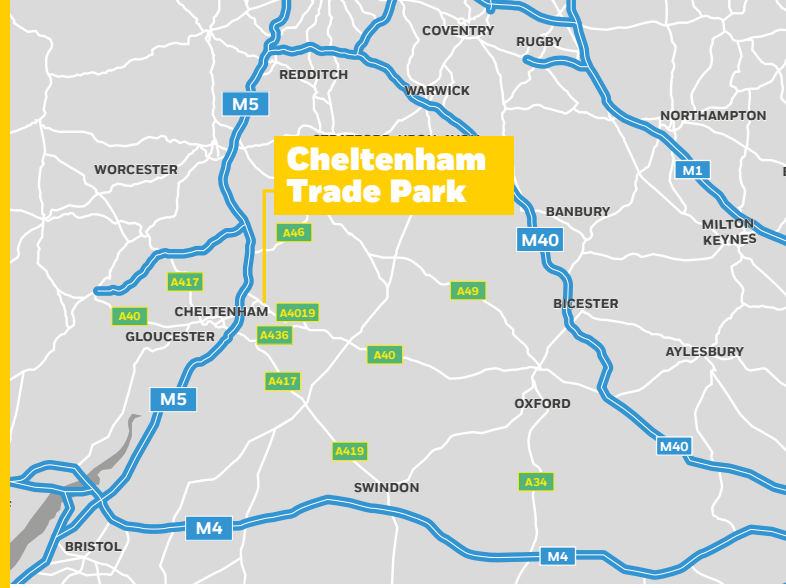 COVENTRY
RUGBY
REDDITCH
WARWICK
M5
NORTHAMPTON
Cheltenham
Trade Park
WORCESTER
M1
BANBURY
MILTON
KEYNES
A46
M40
A417
A49
BICESTER
CHELTENHAM
A4019
A40
GLOUCESTER
A436
A40
AYLESBURY
A417
M5
OXFORD
A419
M40
A34
SWINDON
M4
BRISTOL
M4